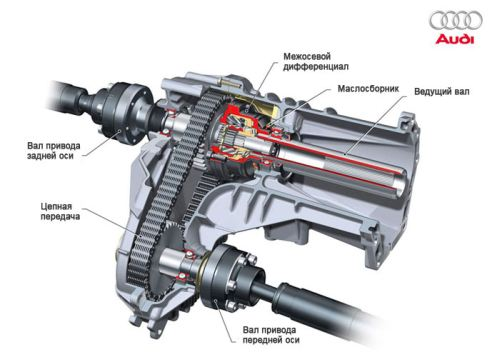 Audi
Межосевой
дифференциал
Маслосборник
Ведущий вал
Вал привода
задней оси
Цепная
передача
Вал привода
передней оси